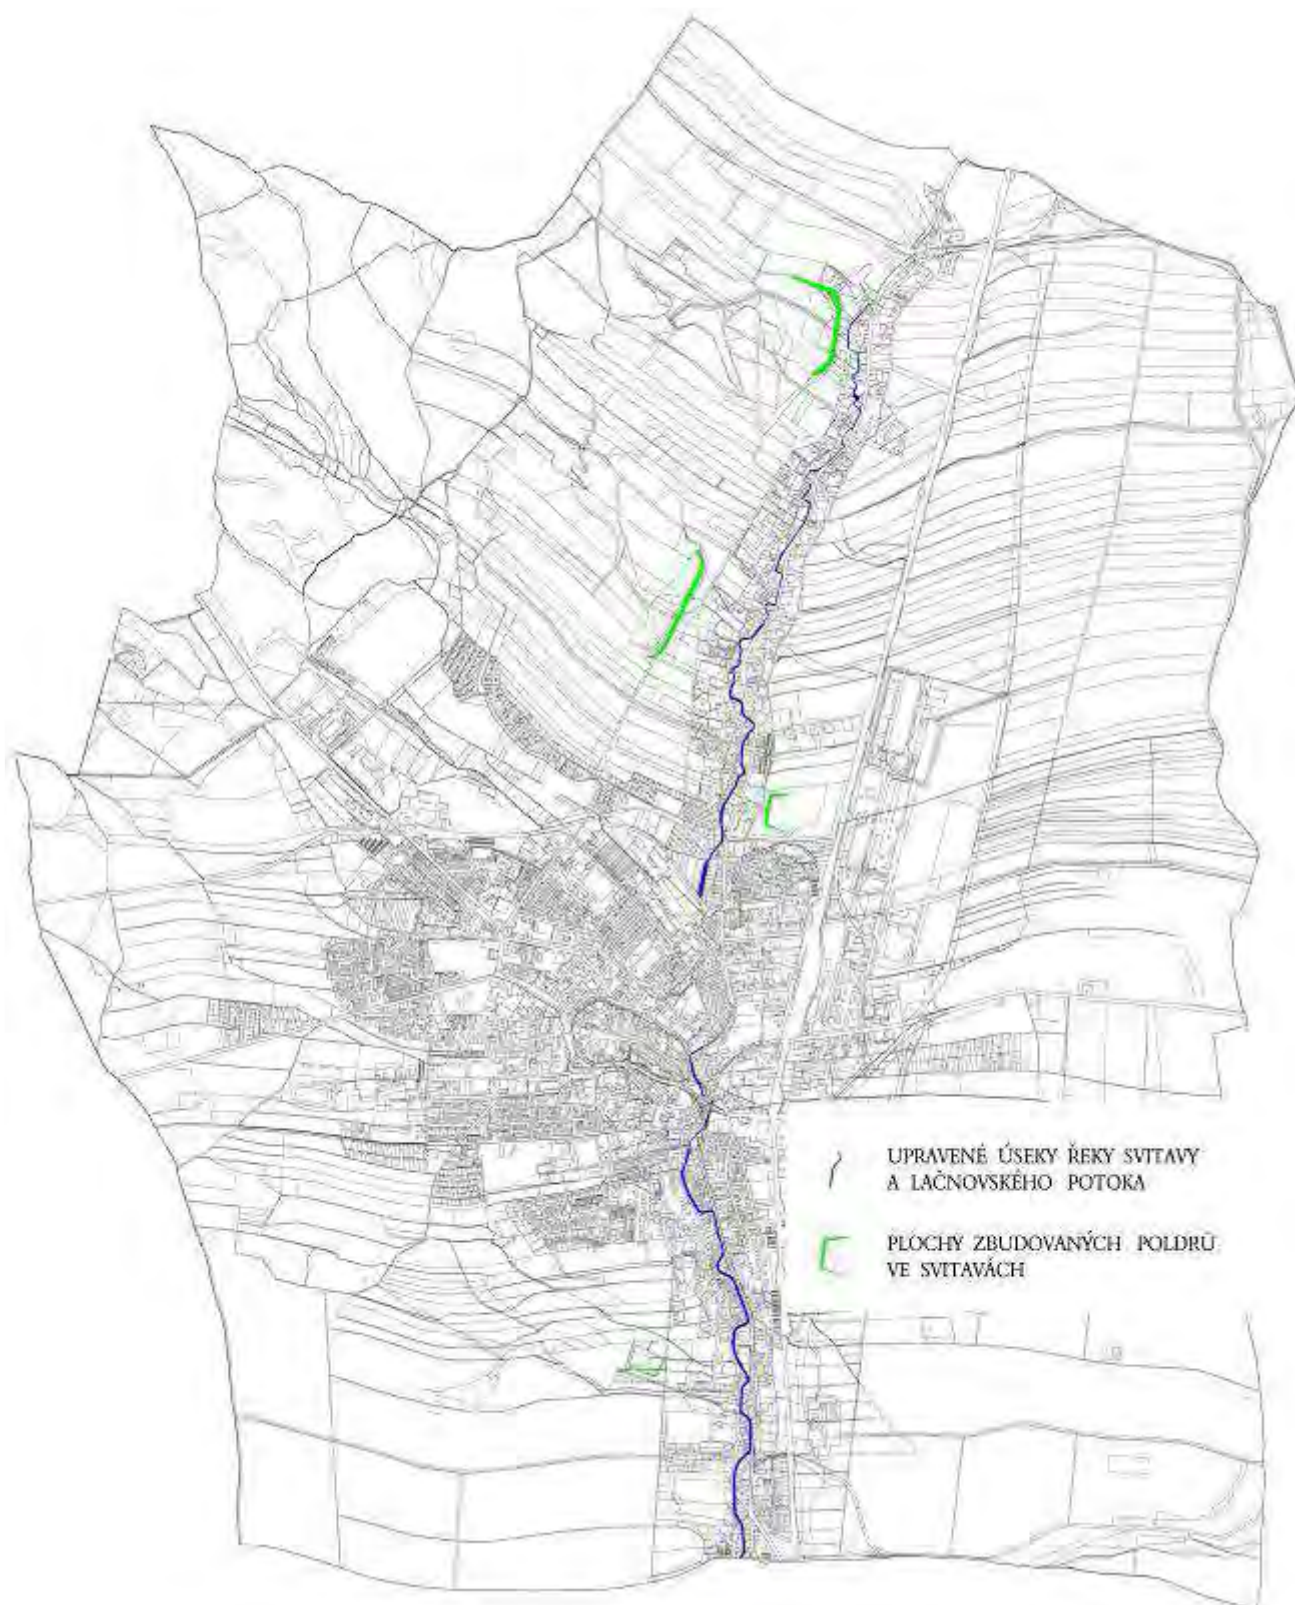 UPRAVENÉ ÚSEKY ŘEKY SVITAVY
A LAČNOVSKÉHO POTOKA
PLOCHY ZBUDOVANÝCH POLDRŮ
VE SVITAVÁCH